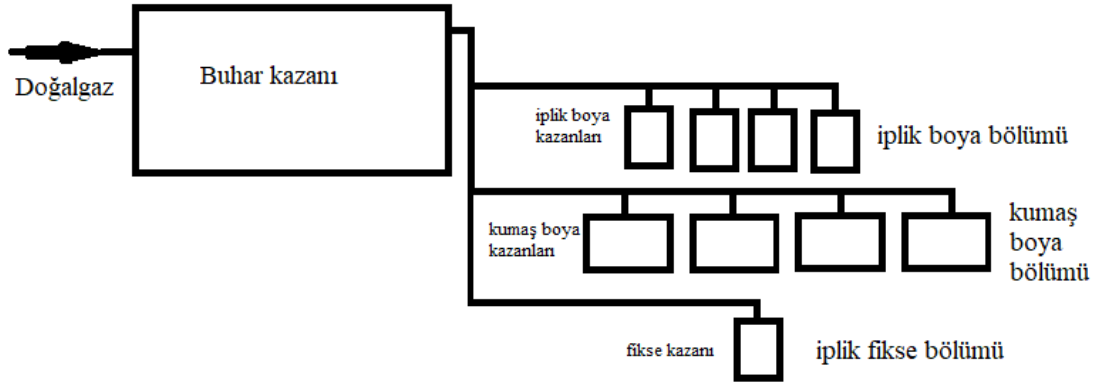 Doğalgaz
Buhar kazanı
iplik boya
kazanları
iplik boya bölümü
kumaş boya
kazanları
kumaş
boya
bölümü
fikse kazanı
iplik fikse bölümü